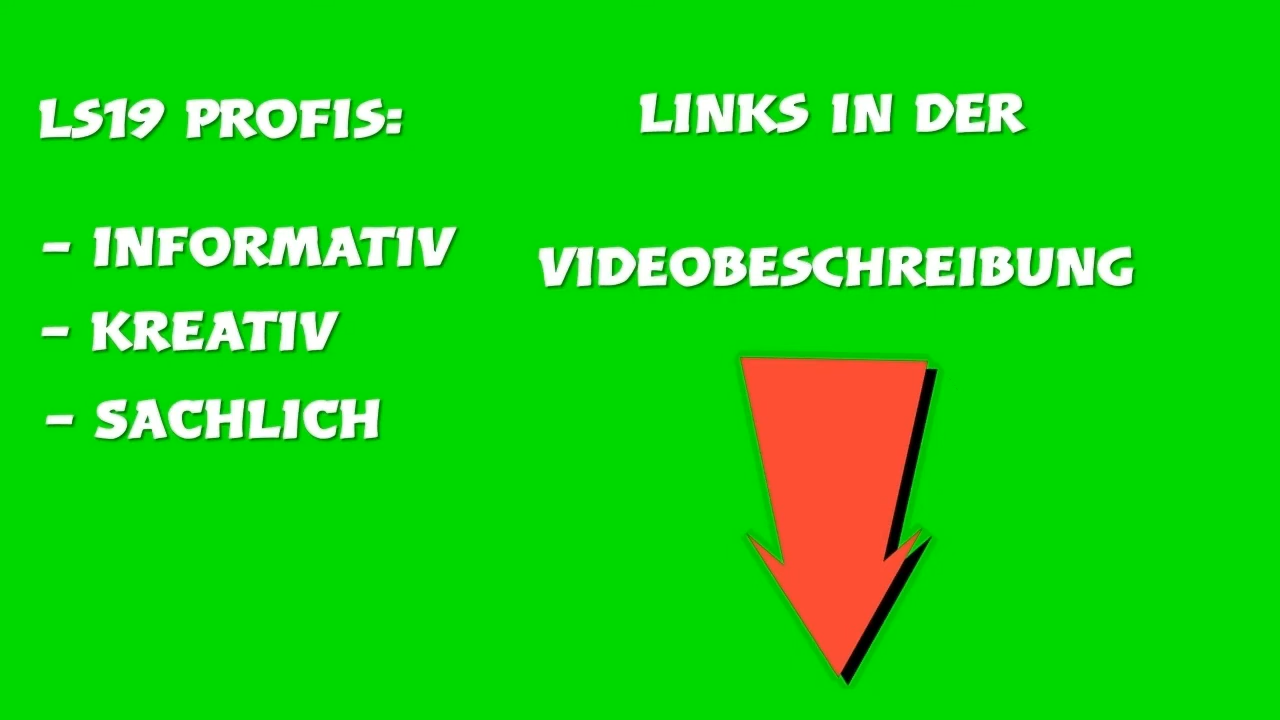 LS19 PROFIS:
- INFORMATIV
- KREATIV
- SACHLICH
LINKS IN DER
VIDEOBESCHREIBUNG